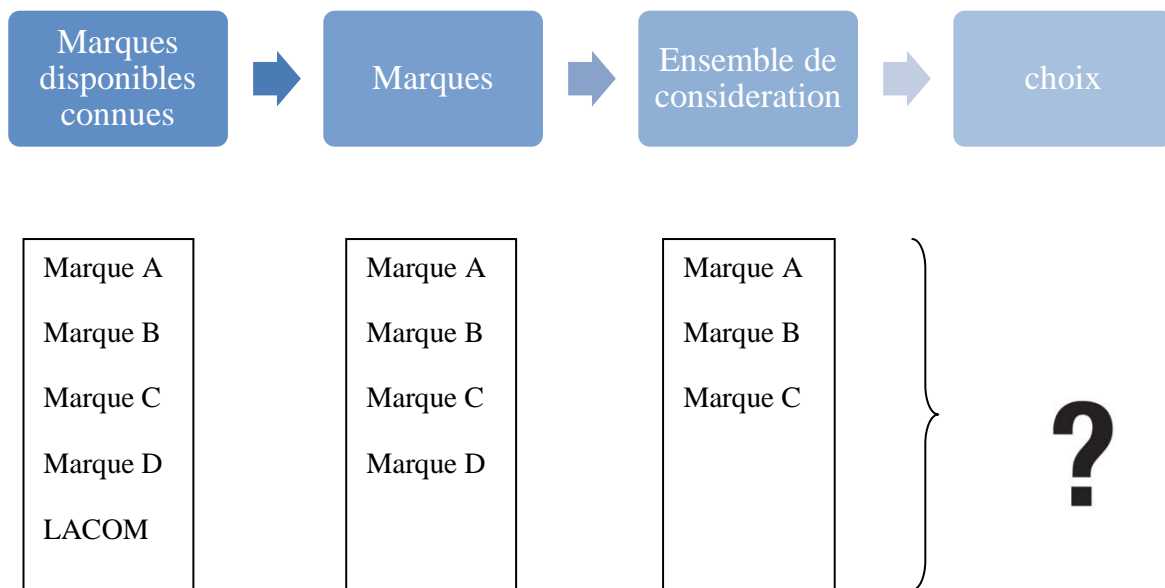 Marques
disponibles
connues
Marques
Ensemble de
consideration
choix
Marque A
Marque B
Marque C
Marque D
LACOM
Marque A
Marque B
Marque C
Marque D
Marque A
Marque B
Marque C
?